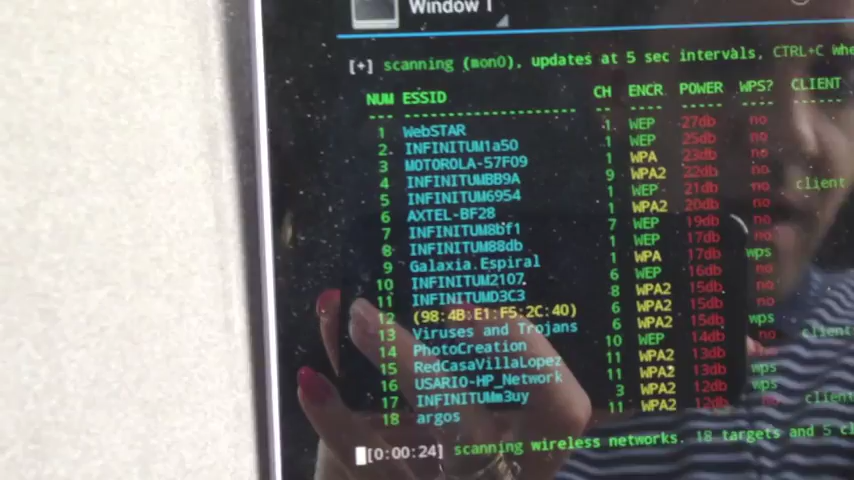 Window 1
[+] scanning (mon0), updates at 5 sec intervals, CTRL+C
NUM ESSID CH ENCR POWER WPS? CLIENT
--- -------------------- -- ---- ----- ---- ------
1 WebSTAR 1 WEP 27db no
2 INFINITUM1a50 1 WEP 25db no
3 MOTOROLA-57F09 1 WPA 23db no
4 INFINITUMBB9A 9 WPA2 22db no
5 INFINITUM6954 1 WEP 21db no client
6 AXTEL-BF28 1 WPA2 20db no
7 INFINITUM8bf1 7 WEP 19db no
8 INFINITUM88db 1 WEP 17db no
9 Galaxia.Espiral 1 WPA 17db wps
10 INFINITUM2107 6 WEP 16db no
11 INFINITUMD3C3 8 WPA2 15db no
12 (98:4B:E1:F5:2C:40) 6 WPA2 15db no
13 Viruses and Trojans 6 WPA2 15db wps
14 PhotoCreation 10 WEP 14db no client
15 RedCasaVillaLopez 11 WPA2 13db no
16 USARIO-HP_Network 11 WPA2 13db wps
17 INFINITUMm3uy 3 WPA2 12db wps
18 argos 11 WPA2 12db no client
[0:00:24] scanning wireless networks. 18 targets and 5